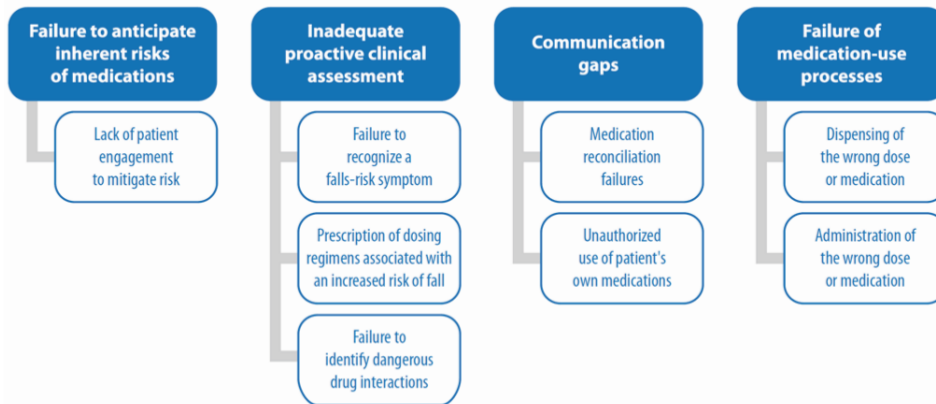 Failure to anticipate
inherent risks
of medications
Lack of patient
engagement
to mitigate risk
Inadequate
proactive clinical
assessment
Failure to
recognize a
falls-risk symptom
Prescription of dosing
regimens associated with
an increased risk of fall
Failure to
identify dangerous
drug interactions
Communication
gaps
Medication
reconciliation
failures
Unauthorized
use of patient's
own medications
Failure of
medication-use
processes
Dispensing of
the wrong dose
or medication
Administration of
the wrong dose
or medication